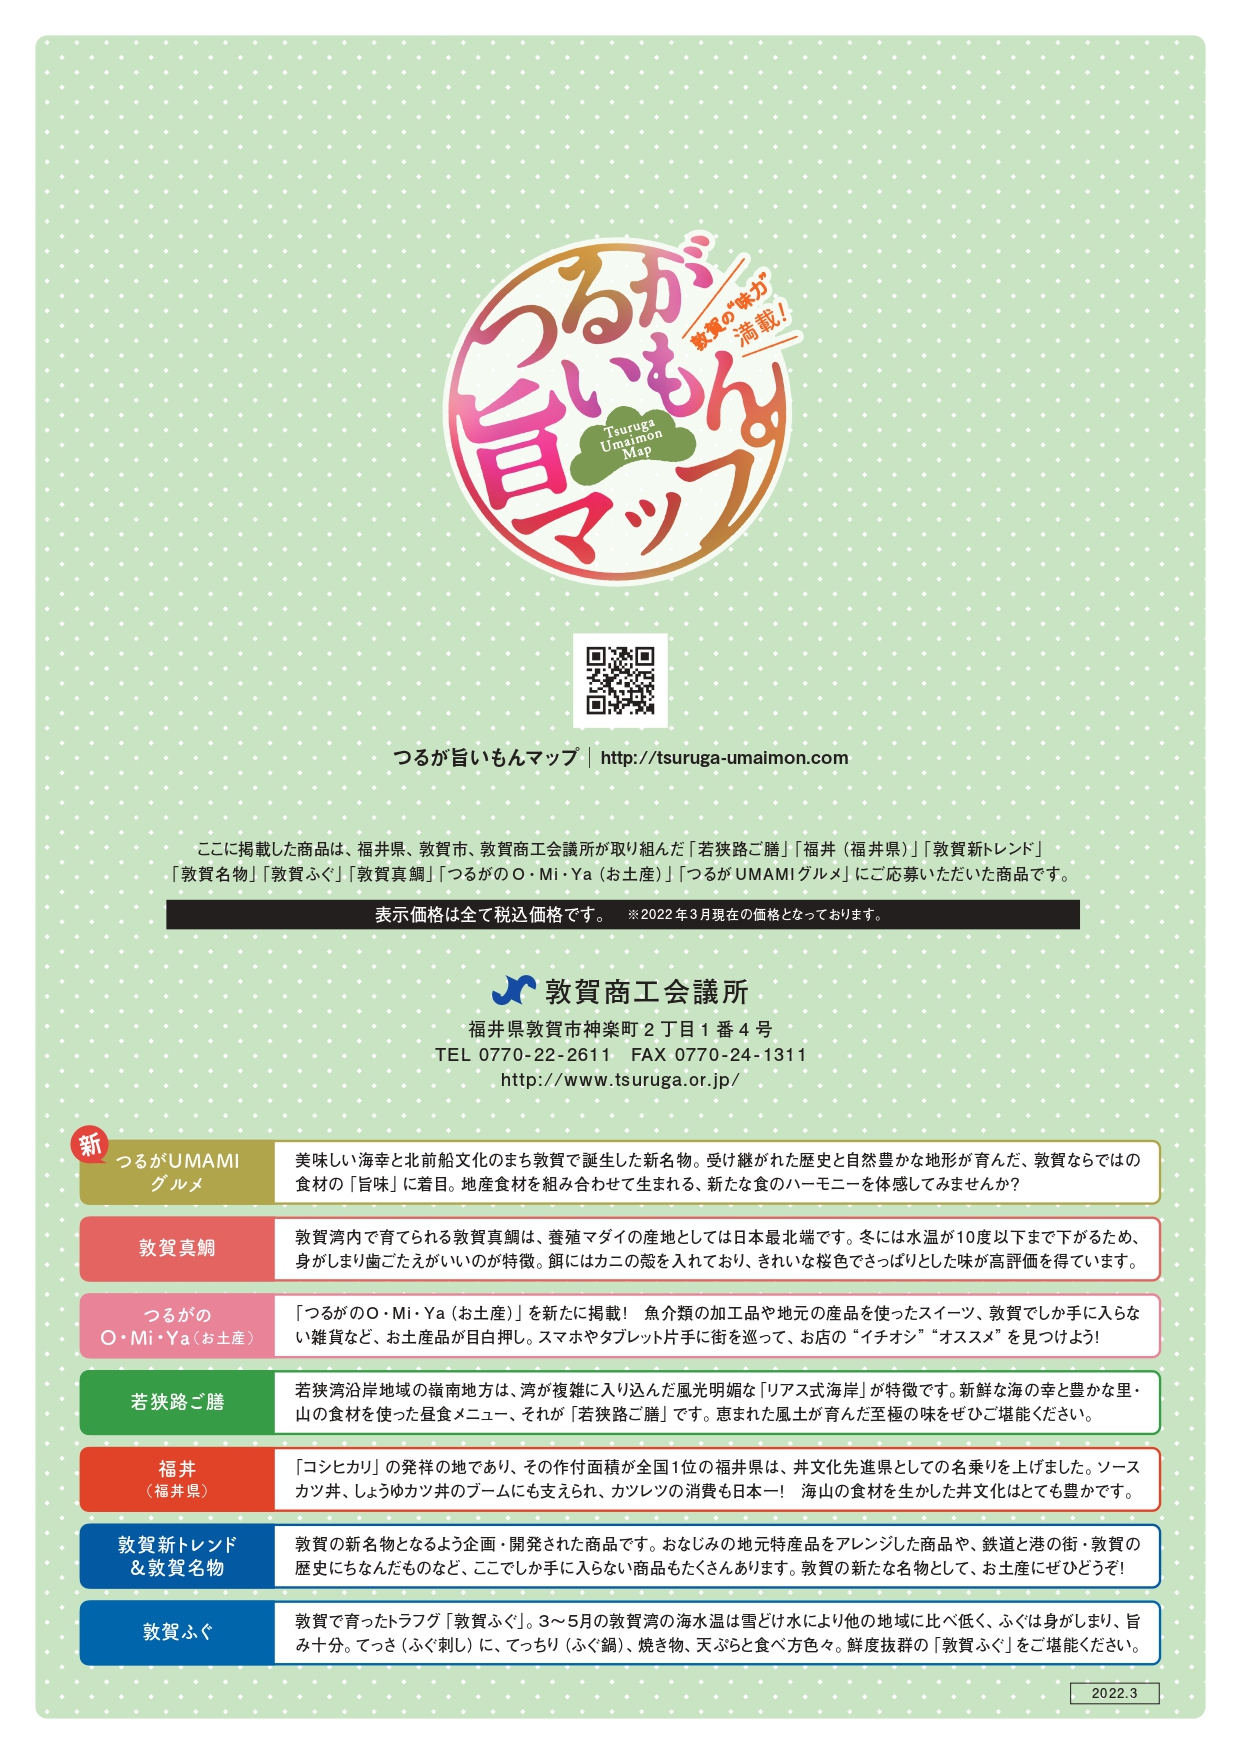 つるが
旨いもん
マップ
敦賀の“味力”
満載!
Tsuruga
Umaimon
Map
つるが旨いもんマップ｜http://tsuruga-umaimon.com
ここに掲載した商品は、福井県、敦賀市、敦賀商工会議所が取り組んだ「若狭路ご膳」「福丼（福井県）」「敦賀新トレンド」
「敦賀名物」「敦賀ふぐ」「敦賀真鯛」「つるがのO・Mi・Ya（お土産）」「つるがUMAMIグルメ」にご応募いただいた商品です。
表示価格は全て税込価格です。 ※2022年3月現在の価格となっております。
敦賀商工会議所
福井県敦賀市神楽町2丁目1番4号
TEL 0770-22-2611 FAX 0770-24-1311
http://www.tsuruga.or.jp/
新
つるがUMAMI
グルメ
美味しい海幸と北前船文化のまち敦賀で誕生した新名物。受け継がれた歴史と自然豊かな地形が育んだ、敦賀ならではの
食材の「旨味」に着目。地産食材を組み合わせて生まれる、新たな食のハーモニーを体感してみませんか?
敦賀真鯛
敦賀湾内で育てられる敦賀真鯛は、養殖マダイの産地としては日本最北端です。冬には水温が10度以下まで下がるため、
身がしまり歯ごたえがいいのが特徴。餌にはカニの殻を入れており、きれいな桜色でさっぱりとした味が高評価を得ています。
つるがの
O・Mi・Ya（お土産）
「つるがのO・Mi・Ya（お土産）」を新たに掲載! 魚介類の加工品や地元の産品を使ったスイーツ、敦賀でしか手に入らな
い雑貨など、お土産品が目白押し。スマホやタブレット片手に街を巡って、お店の“イチオシ”“オススメ”を見つけよう!
若狭路ご膳
若狭湾沿岸地域の嶺南地方は、湾が複雑に入り込んだ風光明媚な「リアス式海岸」が特徴です。新鮮な海の幸と豊かな里・
山の食材を使った昼食メニュー、それが「若狭路ご膳」です。恵まれた風土が育んだ至極の味をぜひご堪能ください。
福丼
（福井県）
「コシヒカリ」の発祥の地であり、その作付面積が全国1位の福井県は、丼文化先進県としての名乗りを上げました。ソース
カツ丼、しょうゆカツ丼のブームにも支えられ、カツレツの消費も日本一! 海山の食材を生かした丼文化はとても豊かです。
敦賀新トレンド
&敦賀名物
敦賀の新名物となるよう企画・開発された商品です。おなじみの地元特産品をアレンジした商品や、鉄道と港の街・敦賀の
歴史にちなんだものなど、ここでしか手に入らない商品もたくさんあります。敦賀の新たな名物として、お土産にぜひどうぞ!
敦賀ふぐ
敦賀で育ったトラフグ「敦賀ふぐ」。3〜5月の敦賀湾の海水温は雪どけ水により他の地域に比べ低く、ふぐは身がしまり、旨
み十分。てっさ（ふぐ刺し）に、てっちり（ふぐ鍋）、焼き物、天ぷらと食べ方色々。鮮度抜群の「敦賀ふぐ」をご堪能ください。
2022.3